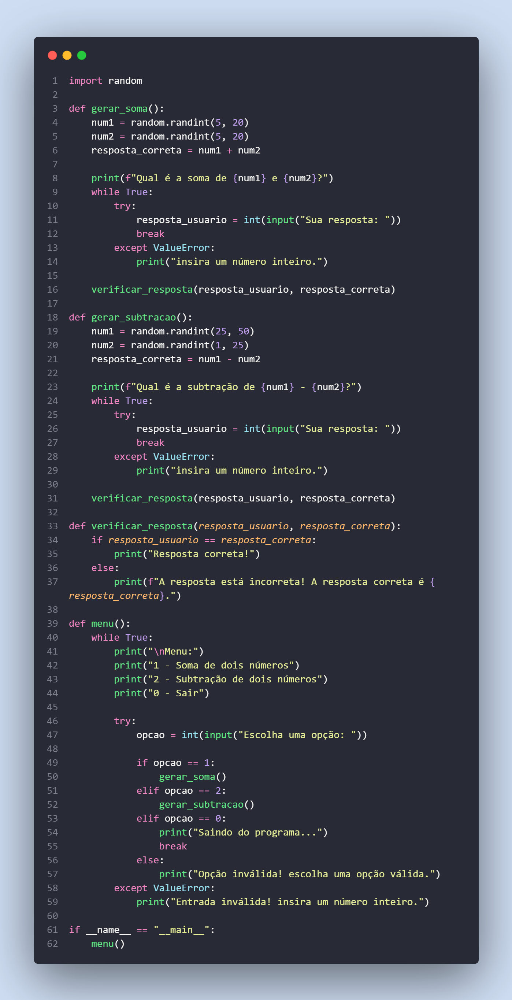 1 import random
2
3 def gerar_soma():
4     num1 = random.randint(5, 20)
5     num2 = random.randint(5, 20)
6     resposta_correta = num1 + num2
7
8     print(f"Qual é a soma de {num1} e {num2}?")
9     while True:
10         try:
11             resposta_usuario = int(input("Sua resposta: "))
12             break
13         except ValueError:
14             print("insira um número inteiro.")
15
16     verificar_resposta(resposta_usuario, resposta_correta)
17
18 def gerar_subtracao():
19     num1 = random.randint(25, 50)
20     num2 = random.randint(1, 25)
21     resposta_correta = num1 - num2
22
23     print(f"Qual é a subtração de {num1} - {num2}?")
24     while True:
25         try:
26             resposta_usuario = int(input("Sua resposta: "))
27             break
28         except ValueError:
29             print("insira um número inteiro.")
30
31     verificar_resposta(resposta_usuario, resposta_correta)
32
33 def verificar_resposta(resposta_usuario, resposta_correta):
34     if resposta_usuario == resposta_correta:
35         print("Resposta correta!")
36     else:
37         print(f"A resposta está incorreta! A resposta correta é {
resposta_correta}.")
38
39 def menu():
40     while True:
41         print("\nMenu:")
42         print("1 - Soma de dois números")
43         print("2 - Subtração de dois números")
44         print("0 - Sair")
45
46         try:
47             opcao = int(input("Escolha uma opção: "))
48
49             if opcao == 1:
50                 gerar_soma()
51             elif opcao == 2:
52                 gerar_subtracao()
53             elif opcao == 0:
54                 print("Saindo do programa...")
55                 break
56             else:
57                 print("Opção inválida! escolha uma opção válida.")
58         except ValueError:
59             print("Entrada inválida! insira um número inteiro.")
60
61 if __name__ == "__main__":
62     menu()